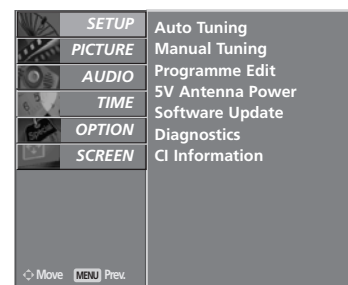 SETUP
PICTURE
AUDIO
TIME
OPTION
SCREEN
Auto Tuning
Manual Tuning
Programme Edit
5V Antenna Power
Software Update
Diagnostics
CI Information
Move MENU Prev.